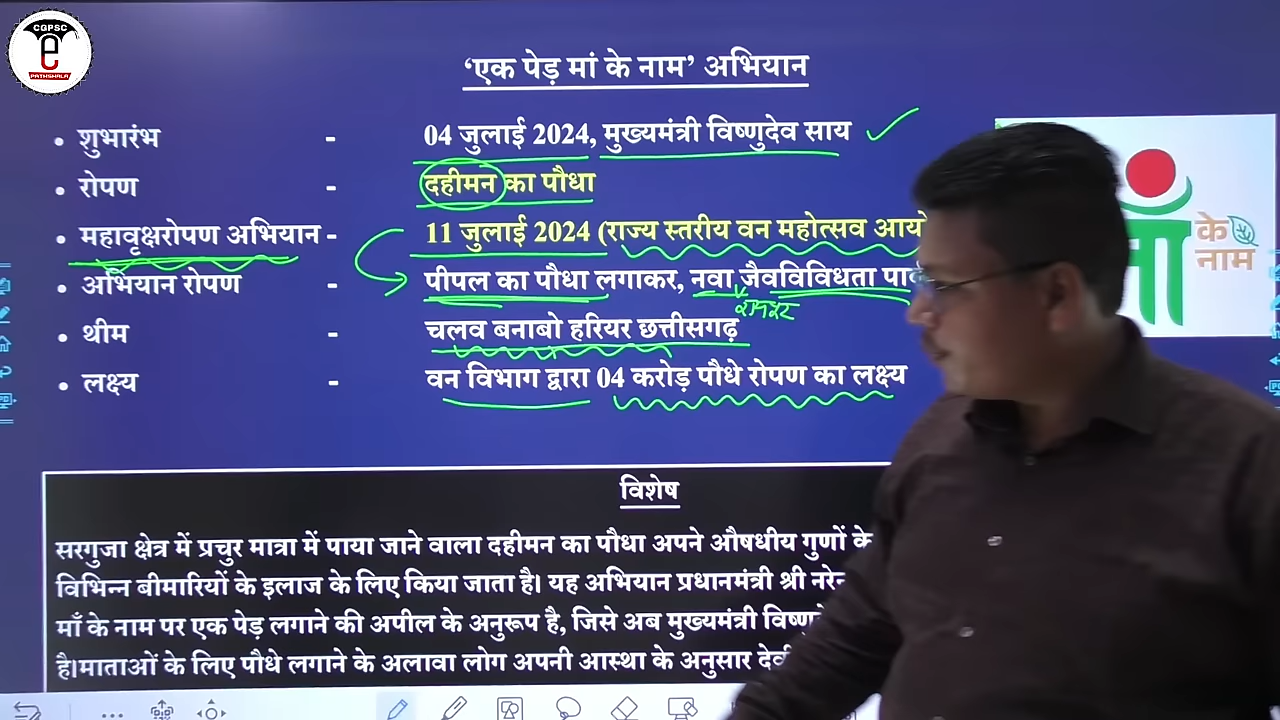 CGPSC
e
PATHSHALA
‘एक पेड़ मां के नाम’ अभियान
• शुभारंभ - 04 जुलाई 2024, मुख्यमंत्री विष्णुदेव साय
• रोपण - दहीमन का पौधा
• महावृक्षरोपण अभियान - 11 जुलाई 2024 (राज्य स्तरीय वन महोत्सव
• अभियान रोपण - पीपल का पौधा लगाकर, नवा जैवविविधता
• थीम - चलव बनाबो हरियर छत्तीसगढ़
• लक्ष्य - वन विभाग द्वारा 04 करोड़ पौधे रोपण का लक्ष्य
के
नाम
विशेष
सरगुजा क्षेत्र में प्रचुर मात्रा में पाया जाने वाला दहीमन का पौधा अपने औषधीय गुणों के
विभिन्न बीमारियों के इलाज के लिए किया जाता है। यह अभियान प्रधानमंत्री श्री
माँ के नाम पर एक पेड़ लगाने की अपील के अनुरूप है, जिसे अब मुख्यमंत्री
है।माताओं के लिए पौधे लगाने के अलावा लोग अपनी आस्था के अनुसार